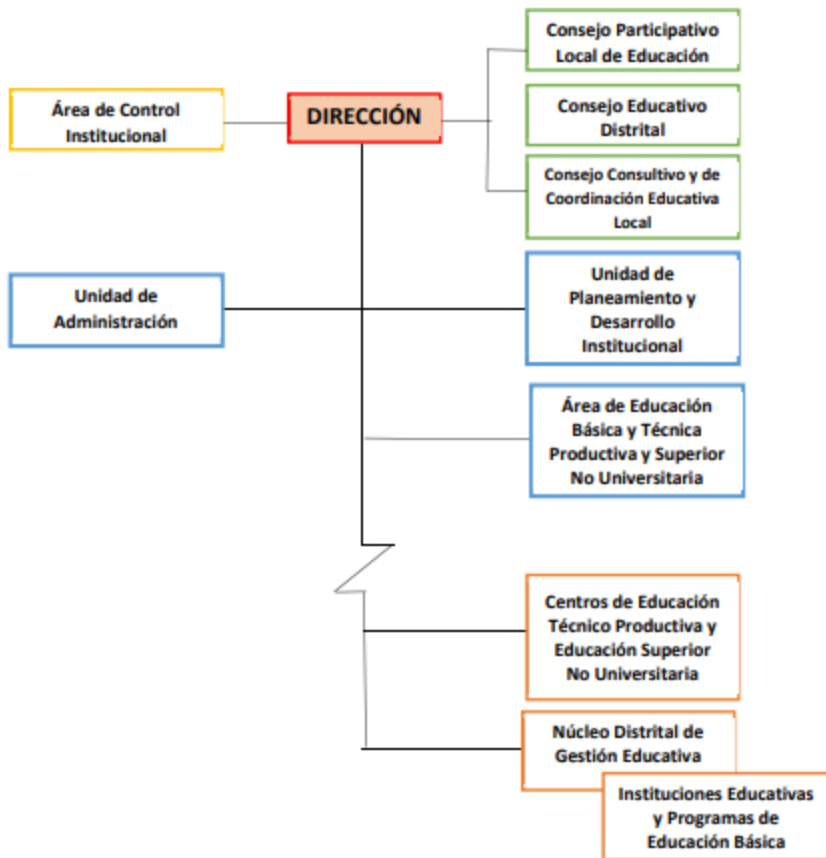 Consejo Participativo
Local de Educación
Área de Control
Institucional
DIRECCIÓN
Consejo Educativo
Distrital
Consejo Consultivo y de
Coordinación Educativa
Local
Unidad de
Administración
Unidad de
Planeamiento y
Desarrollo
Institucional
Área de Educación
Básica y Técnica
Productiva y Superior
No Universitaria
Centros de Educación
Técnico Productiva y
Educación Superior
No Universitaria
Núcleo Distrital de
Gestión Educativa
Instituciones Educativas
y Programas de
Educación Básica